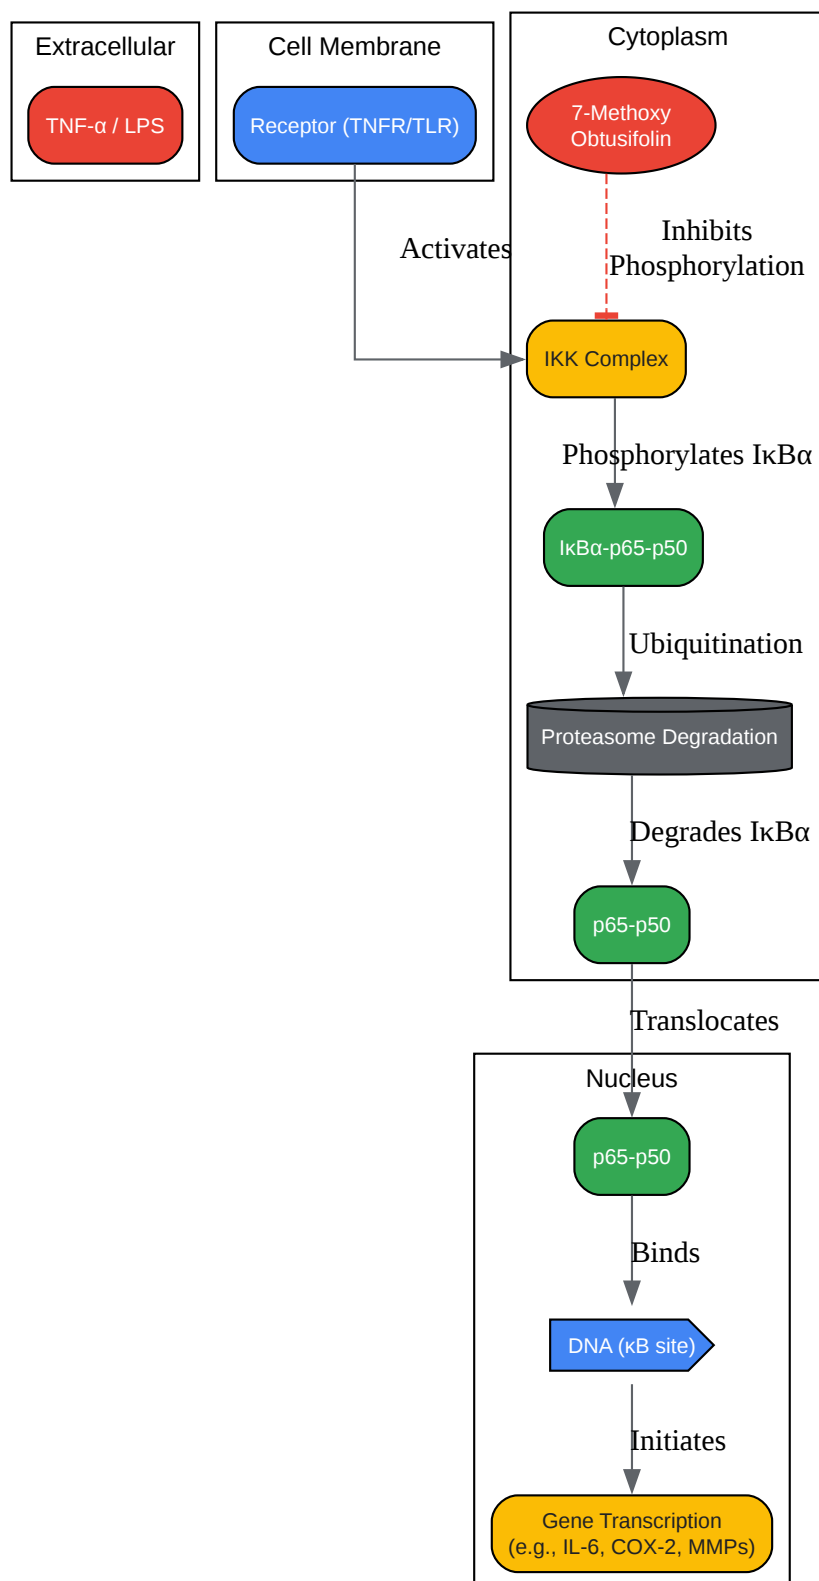 Extracellular
TNF-α / LPS
Cell Membrane
Receptor (TNFR/TLR)
Cytoplasm
7-Methoxy
Obtusifolin
Activates
Inhibits
Phosphorylation
IKK Complex
Phosphorylates IκBα
IκBα-p65-p50
Ubiquitination
Proteasome Degradation
Degrades IκBα
p65-p50
Translocates
Nucleus
p65-p50
Binds
DNA (κB site)
Initiates
Gene Transcription
(e.g., IL-6, COX-2, MMPs)